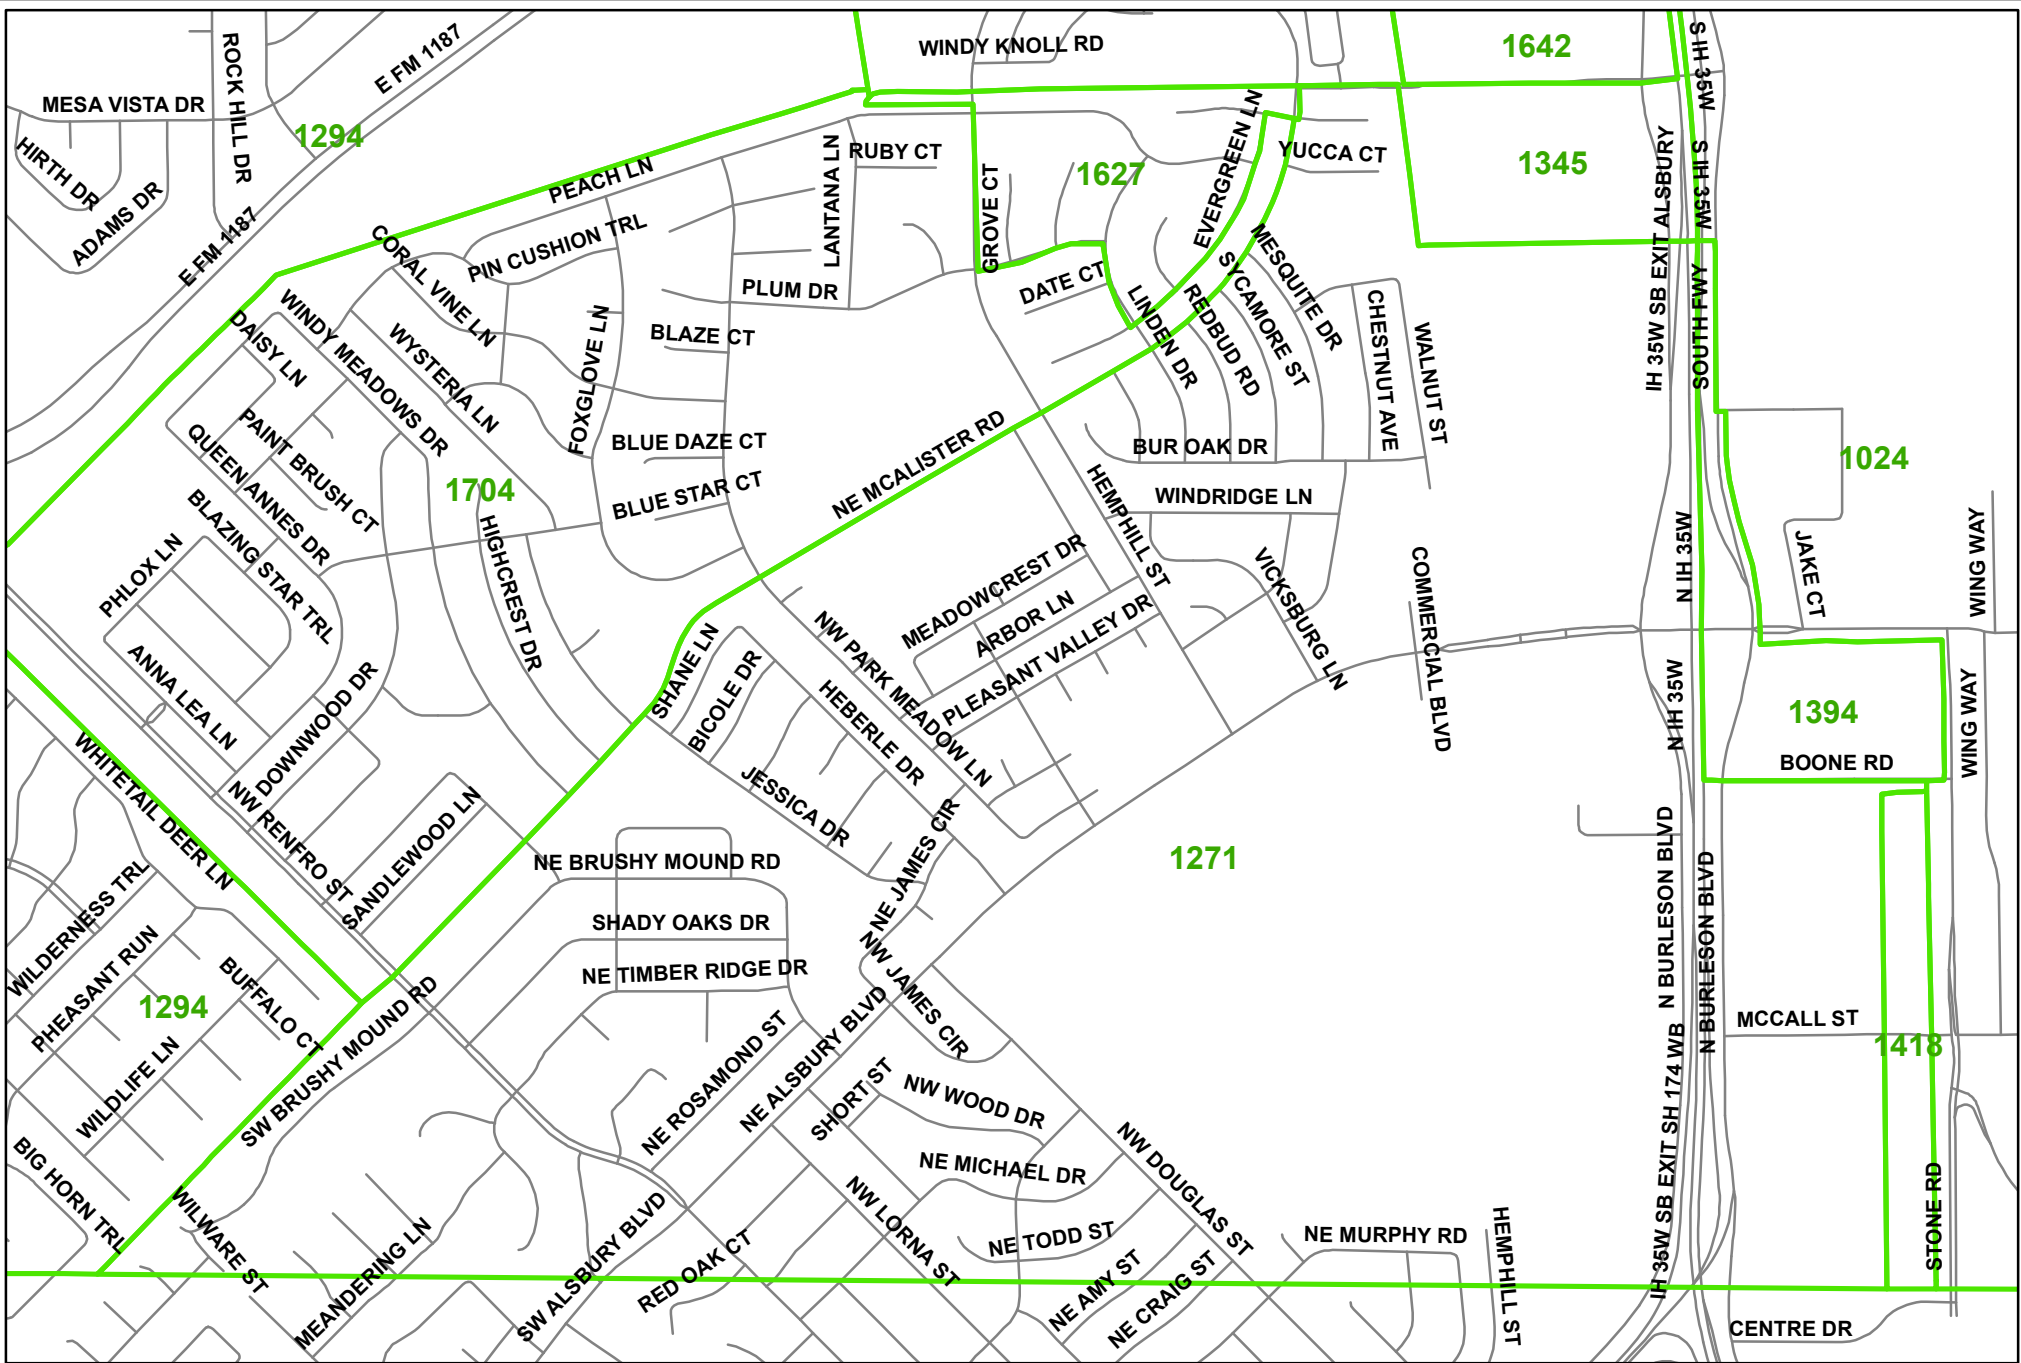 WINDY KNOLL RD
1642
S IH 35W
ROCK HILL DR
E FM 1187
MESA VISTA DR
1294
HIRTH DR
ADAMS DR
E FM 1187
PEACH LN
LANTANA LN
RUBY CT
GROVE CT
1627
EVERGREEN LN
YUCCA CT
1345
IH 35W SB EXIT ALSBURY
S IH 35W
CORAL VINE LN
PIN CUSHION TRL
PLUM DR
DATE CT
LINDEN DR
REDBUD RD
SYCAMORE ST
MESQUITE DR
CHESTNUT AVE
WALNUT ST
SOUTH FWY
DAISY LN
WINDY MEADOWS DR
WYSTERIA LN
FOXGLOVE LN
BLAZE CT
PAINT BRUSH CT
QUEEN ANNES DR
BLUE DAZE CT
BLUE STAR CT
NE MCALISTER RD
BUR OAK DR
WINDRIDGE LN
HEMPHILL ST
1024
1704
BLAZING STAR TRL
HIGHCREST DR
PHLOX LN
ANNA LEA LN
DOWNWOOD DR
SHANE LN
BICOLE DR
NW PARK MEADOW LN
MEADOWCREST DR
ARBOR LN
PLEASANT VALLEY DR
VICKSBURG LN
COMMERCIAL BLVD
N IH 35W
JAKE CT
WING WAY
N IH 35W
1394
BOONE RD
WING WAY
WHITETAIL DEER LN
NW RENFRO ST
SANDLEWOOD LN
HEBERLE DR
JESSICA DR
NE JAMES CIR
1271
N BURLESON BLVD
N BURLESON BLVD
NE BRUSHY MOUND RD
SHADY OAKS DR
NE TIMBER RIDGE DR
NW JAMES CIR
WILDERNESS TRL
PHEASANT RUN
BUFFALO CT
1294
WILDLIFE LN
SW BRUSHY MOUND RD
NE ROSAMOND ST
NE ALSBURY BLVD
SHORT ST
NW WOOD DR
NE MICHAEL DR
MCCALL ST
1418
BIG HORN TRL
WILWARE ST
MEANDERING LN
SW ALSBURY BLVD
RED OAK CT
NW LORNA ST
NE TODD ST
NE AMY ST
NE CRAIG ST
NW DOUGLAS ST
NE MURPHY RD
HEMPHILL ST
IH 35W SB EXIT SH 174 WB
STONE RD
CENTRE DR